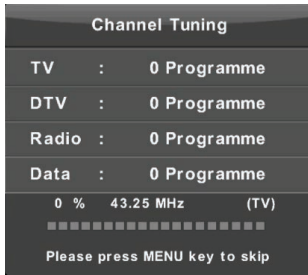 Channel Tuning
TV : 0 Programme
DTV : 0 Programme
Radio : 0 Programme
Data : 0 Programme
0 % 43.25 MHz (TV)
Please press MENU key to skip